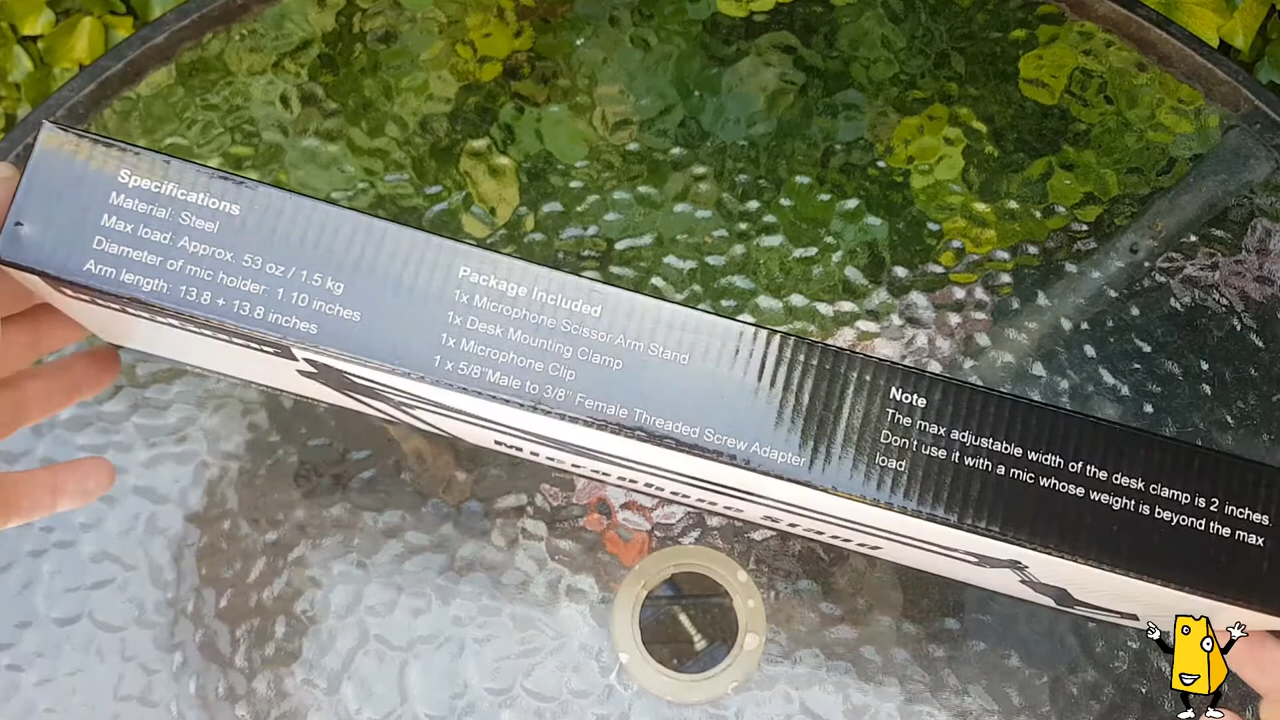 Specifications
Material: Steel
Max load: Approx. 53 oz / 1.5 kg
Diameter of mic holder: 1.10 inches
Arm length: 13.8 + 13.8 inches
Package Included
1x Microphone Scissor Arm Stand
1x Desk Mounting Clamp
1x Microphone Clip
1 x 5/8"Male to 3/8" Female Threaded Screw Adapter
Note
The max adjustable width of the desk clamp is 2 inches.
Don't use it with a mic whose weight is beyond the max
load.
Microphone Stand